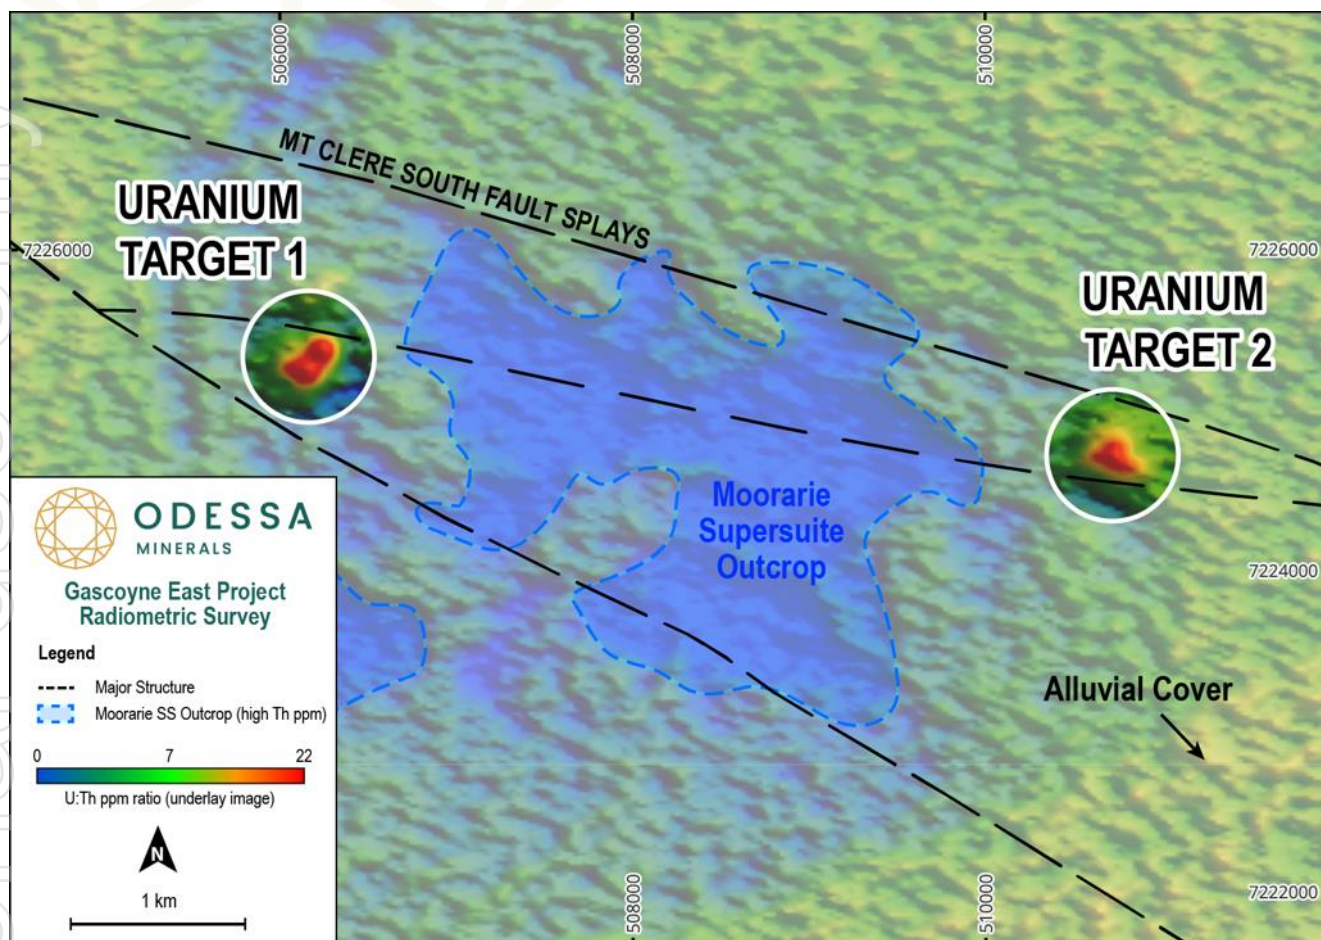 506000
508000
510000
MT CLERE SOUTH FAULT SPLAYS
URANIUM
TARGET 1
7226000
7226000
URANIUM
TARGET 2
Moorarie
Supersuite
Outcrop
7224000
Alluvial Cover
ODESSA
MINERALS
Gascoyne East Project
Radiometric Survey
Legend
Major Structure
Moorarie SS Outcrop (high Th ppm)
0 7 22
U:Th ppm ratio (underlay image)
N
1 km
508000
510000
7222000